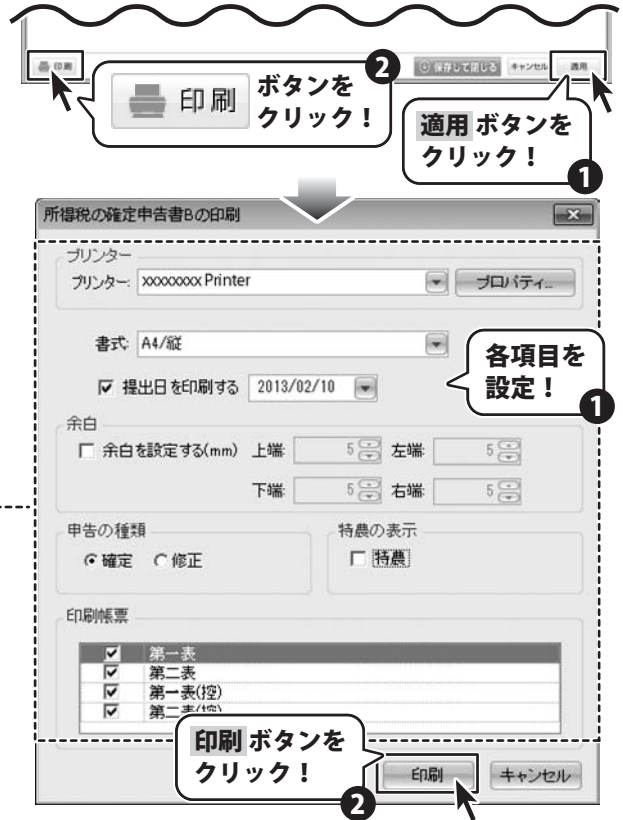 印刷
保存して閉じる キャンセル 適用
❷
印刷 ボタンを
クリック！
適用 ボタンを
クリック！
❶
所得税の確定申告書Bの印刷
プリンター
プリンター: xxxxxxxx Printer プロパティ...
書式: A4/縦
提出日を印刷する 2013/02/10
各項目を
設定！
❶
余白
余白を設定する(mm) 上端: 5 左端: 5
下端: 5 右端: 5
申告の種類 特農の表示
確定 修正 特農
印刷帳票
第一表
第二表
第一表(控)
第二表(控)
印刷 ボタンを
クリック！
❷
印刷 キャンセル